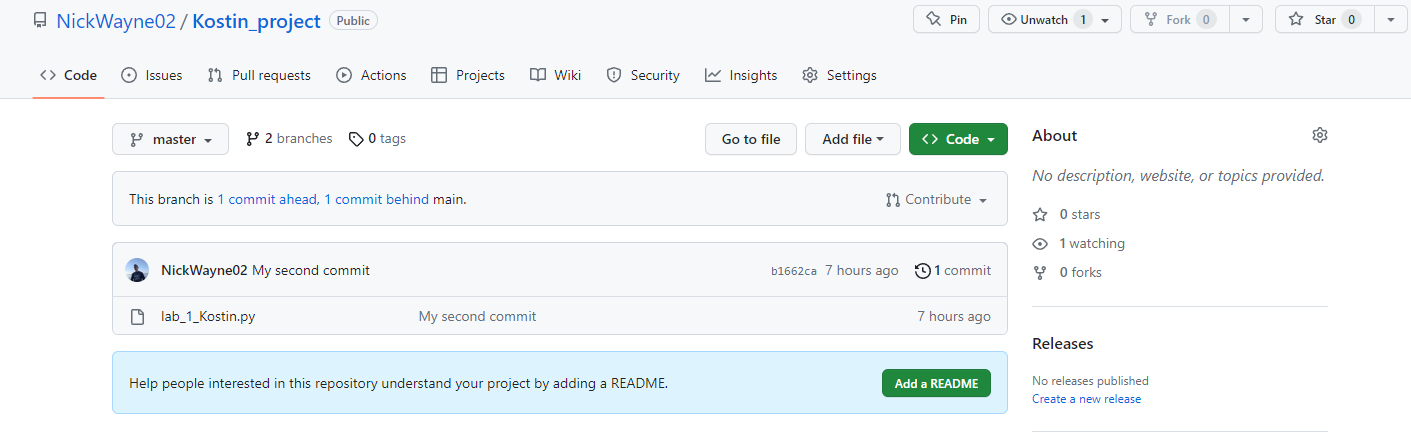 NickWayne02 / Kostin_project Public Pin Unwatch 1 Fork 0 Star 0
Code Issues Pull requests Actions Projects Wiki Security Insights Settings
master 2 branches 0 tags Go to file Add file Code
This branch is 1 commit ahead, 1 commit behind main. Contribute
NickWayne02 My second commit b1662ca 7 hours ago 1 commit
lab_1_Kostin.py My second commit 7 hours ago
Help people interested in this repository understand your project by adding a README. Add a README
About
No description, website, or topics provided.
0 stars
1 watching
0 forks
Releases
No releases published
Create a new release